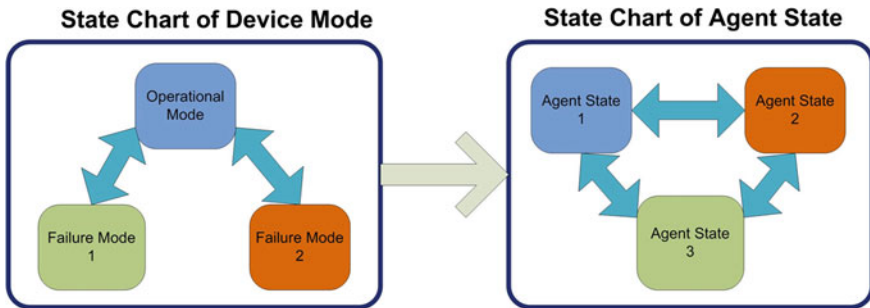 State Chart of Device Mode
Operational
Mode
Failure Mode
1
Failure Mode
2
State Chart of Agent State
Agent State
1
Agent State
2
Agent State
3